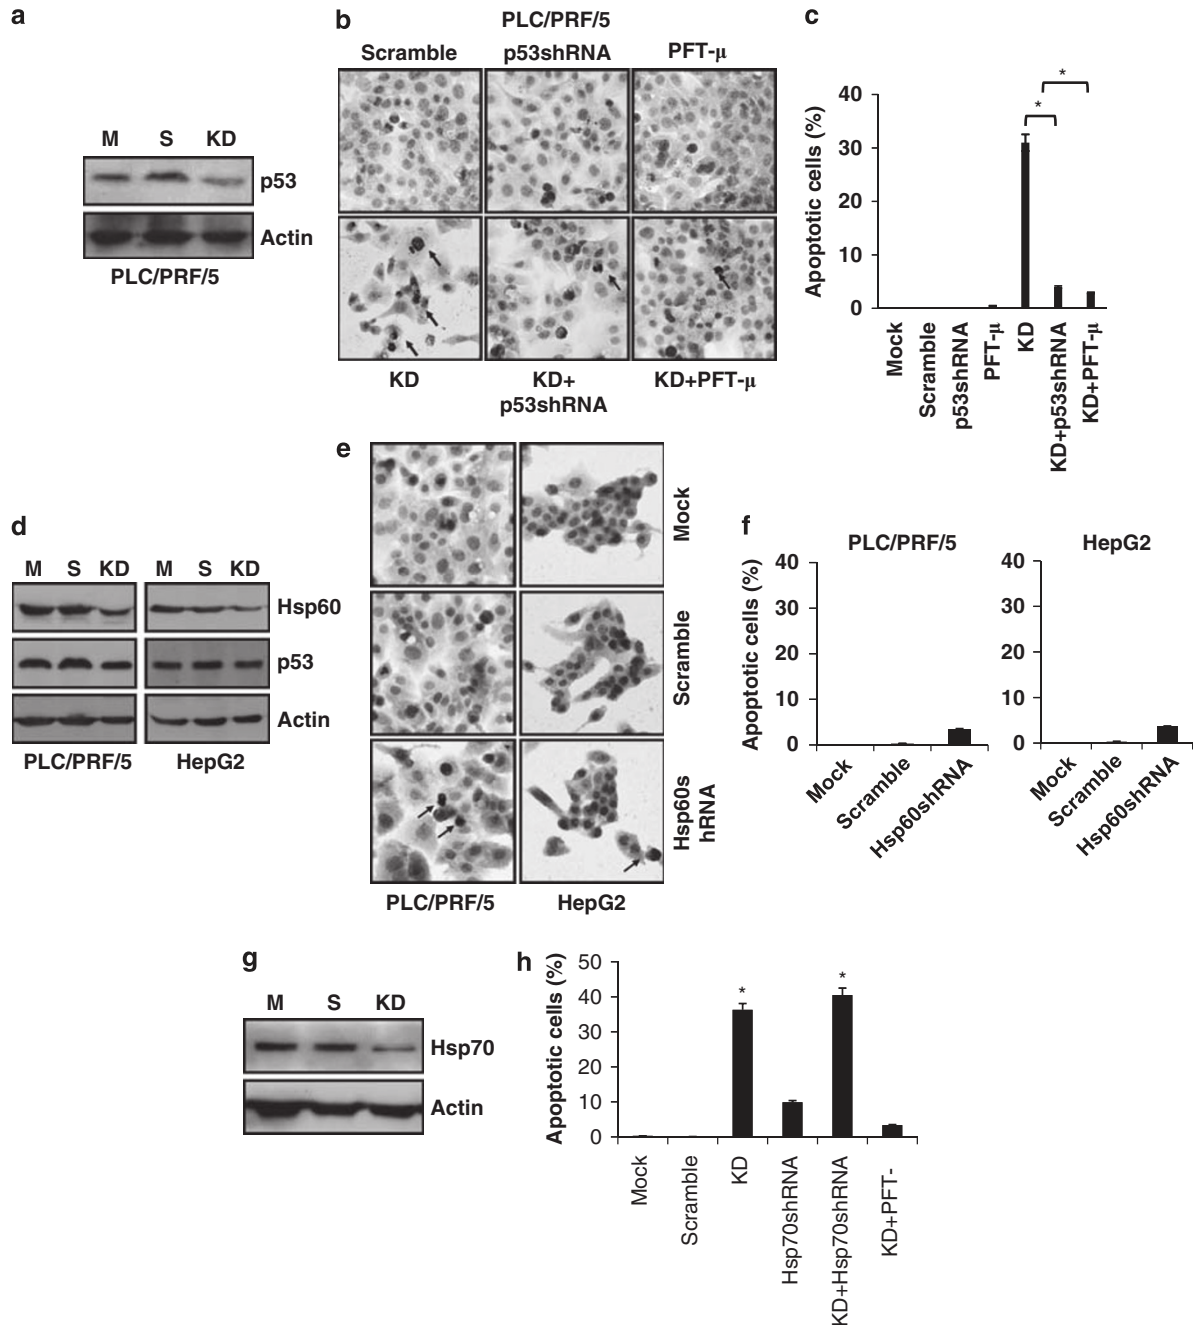 a
M S KD
p53
Actin
PLC/PRF/5
b
PLC/PRF/5
Scramble p53shRNA PFT-μ
KD KD+ p53shRNA KD+PFT-μ
c
Apoptotic cells (%)
40
30
20
10
0
*
*
Mock
Scramble
p53shRNA
PFT-μ
KD
KD+p53shRNA
KD+PFT-μ
d
M S KD M S KD
Hsp60
p53
Actin
PLC/PRF/5 HepG2
e
Mock
Scramble
Hsp60s
hRNA
PLC/PRF/5 HepG2
f
PLC/PRF/5
Apoptotic cells (%)
40
30
20
10
0
Mock
Scramble
Hsp60shRNA
HepG2
40
30
20
10
0
Mock
Scramble
Hsp60shRNA
g
M S KD
Hsp70
Actin
h
Apoptotic cells (%)
50
40
30
20
10
0
*
*
Mock
Scramble
KD
Hsp70shRNA
KD+Hsp70shRNA
KD+PFT-